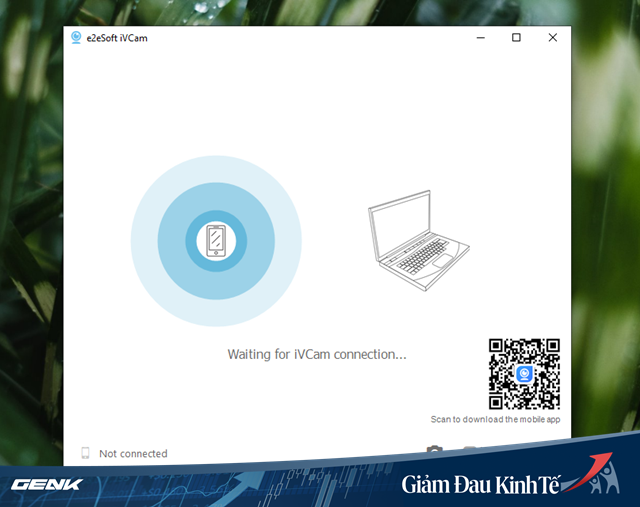 e2eSoft iVCam
Waiting for iVCam connection...
Scan to download the mobile app
Not connected
GENK
Giảm Đau Kinh Tế